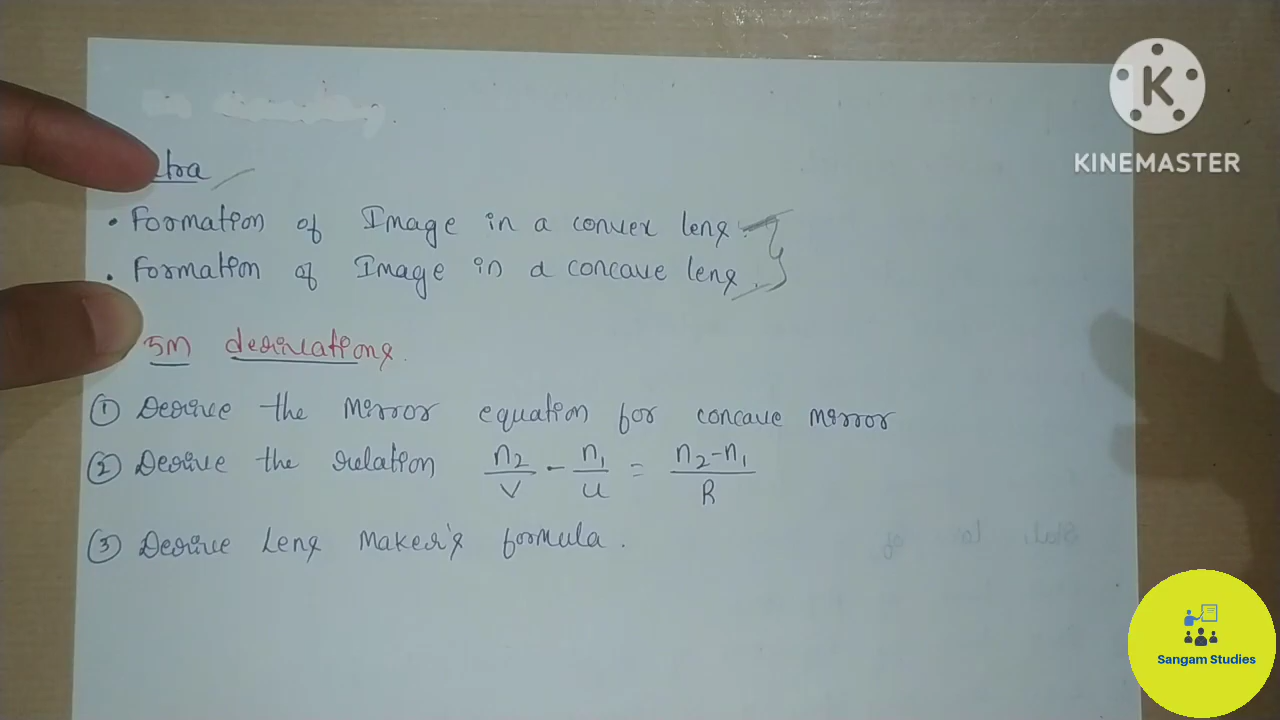 KINEMASTER
• Formation of Image in a convex lens.
• Formation of Image in a concave lens.
5M derivations.
① Derive the Mirror equation for concave mirror
② Derive the relation n₂/v - n₁/u = n₂-n₁/R
③ Derive Lens Maker's formula.
Sangam Studies